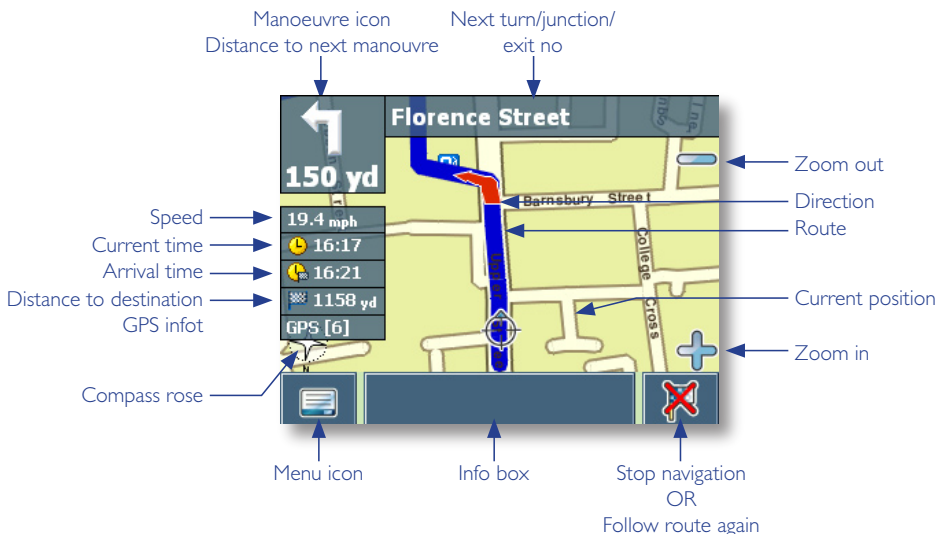 Manoeuvre icon
Distance to next manouvre
Next turn/junction/
exit no
Florence Street
150 yd
Zoom out
Barnsbury Street
Direction
Route
Speed
19.4 mph
Current time
16:17
Arrival time
16:21
College Cross
Upper
Distance to destination
1158 yd
Current position
GPS infot
GPS [6]
Zoom in
N
Compass rose
Menu icon
Info box
Stop navigation
OR
Follow route again